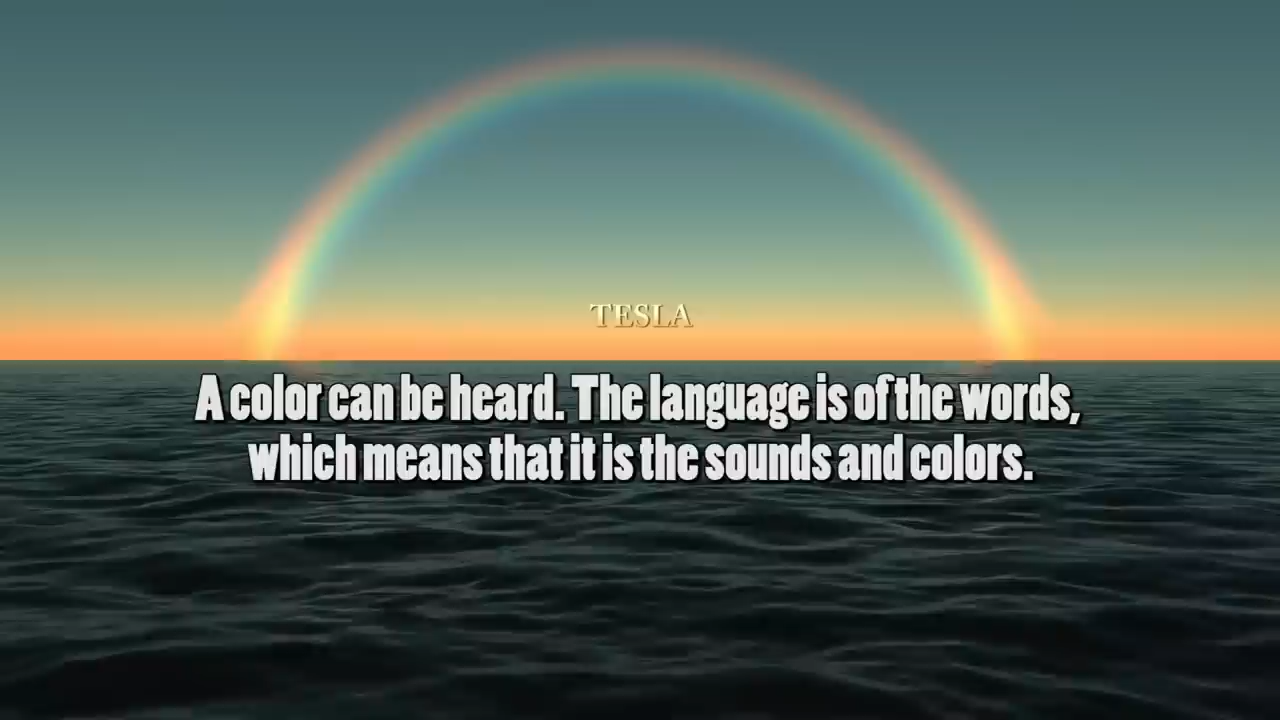 TESLA
A color can be heard. The language is of the words,
which means that it is the sounds and colors.